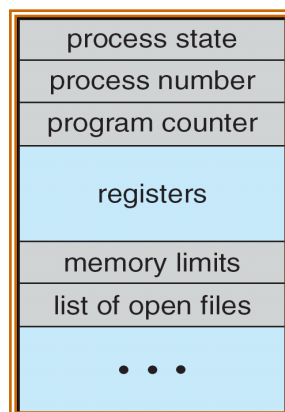 process state
process number
program counter
registers
memory limits
list of open files
• • •